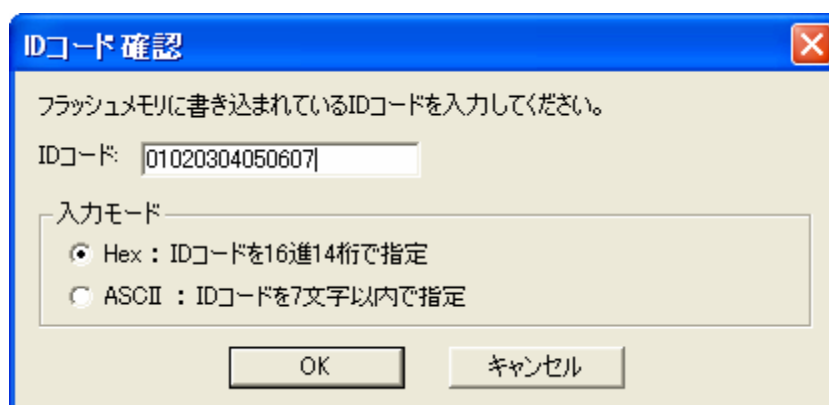 IDコード 確認
フラッシュメモリに書き込まれているIDコードを入力してください。
IDコード: 01020304050607
入力モード
Hex : IDコードを16進14桁で指定
ASCII : IDコードを7文字以内で指定
OK キャンセル